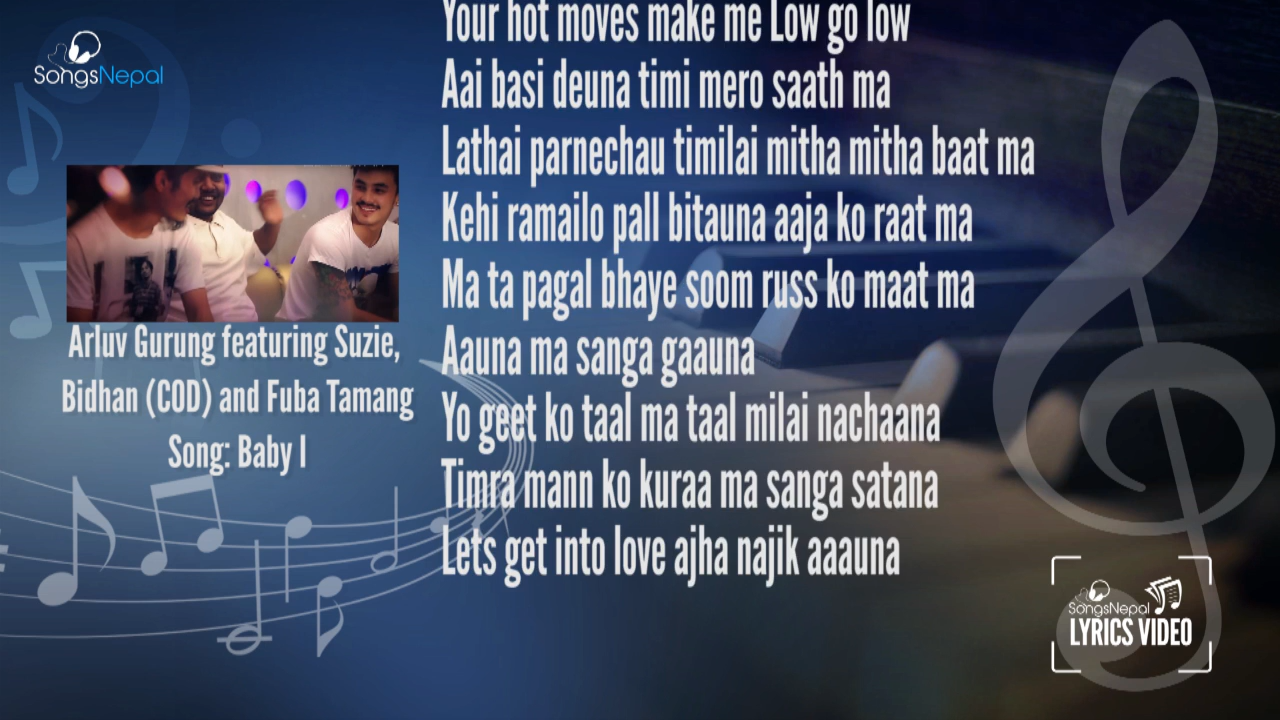 SongsNepal
Your hot moves make me Low go low
Aai basi deuna timi mero saath ma
Lathai parnechau timilai mitha mitha baat ma
Kehi ramailo pall bitauna aaja ko raat ma
Ma ta pagal bhaye soom russ ko maat ma
Aauna ma sanga gaauna
Yo geet ko taal ma taal milai nachaana
Timra mann ko kuraa ma sanga satana
Lets get into love ajha najik aaauna
Arluv Gurung featuring Suzie,
Bidhan (COD) and Fuba Tamang
Song: Baby I
SongsNepal
LYRICS VIDEO